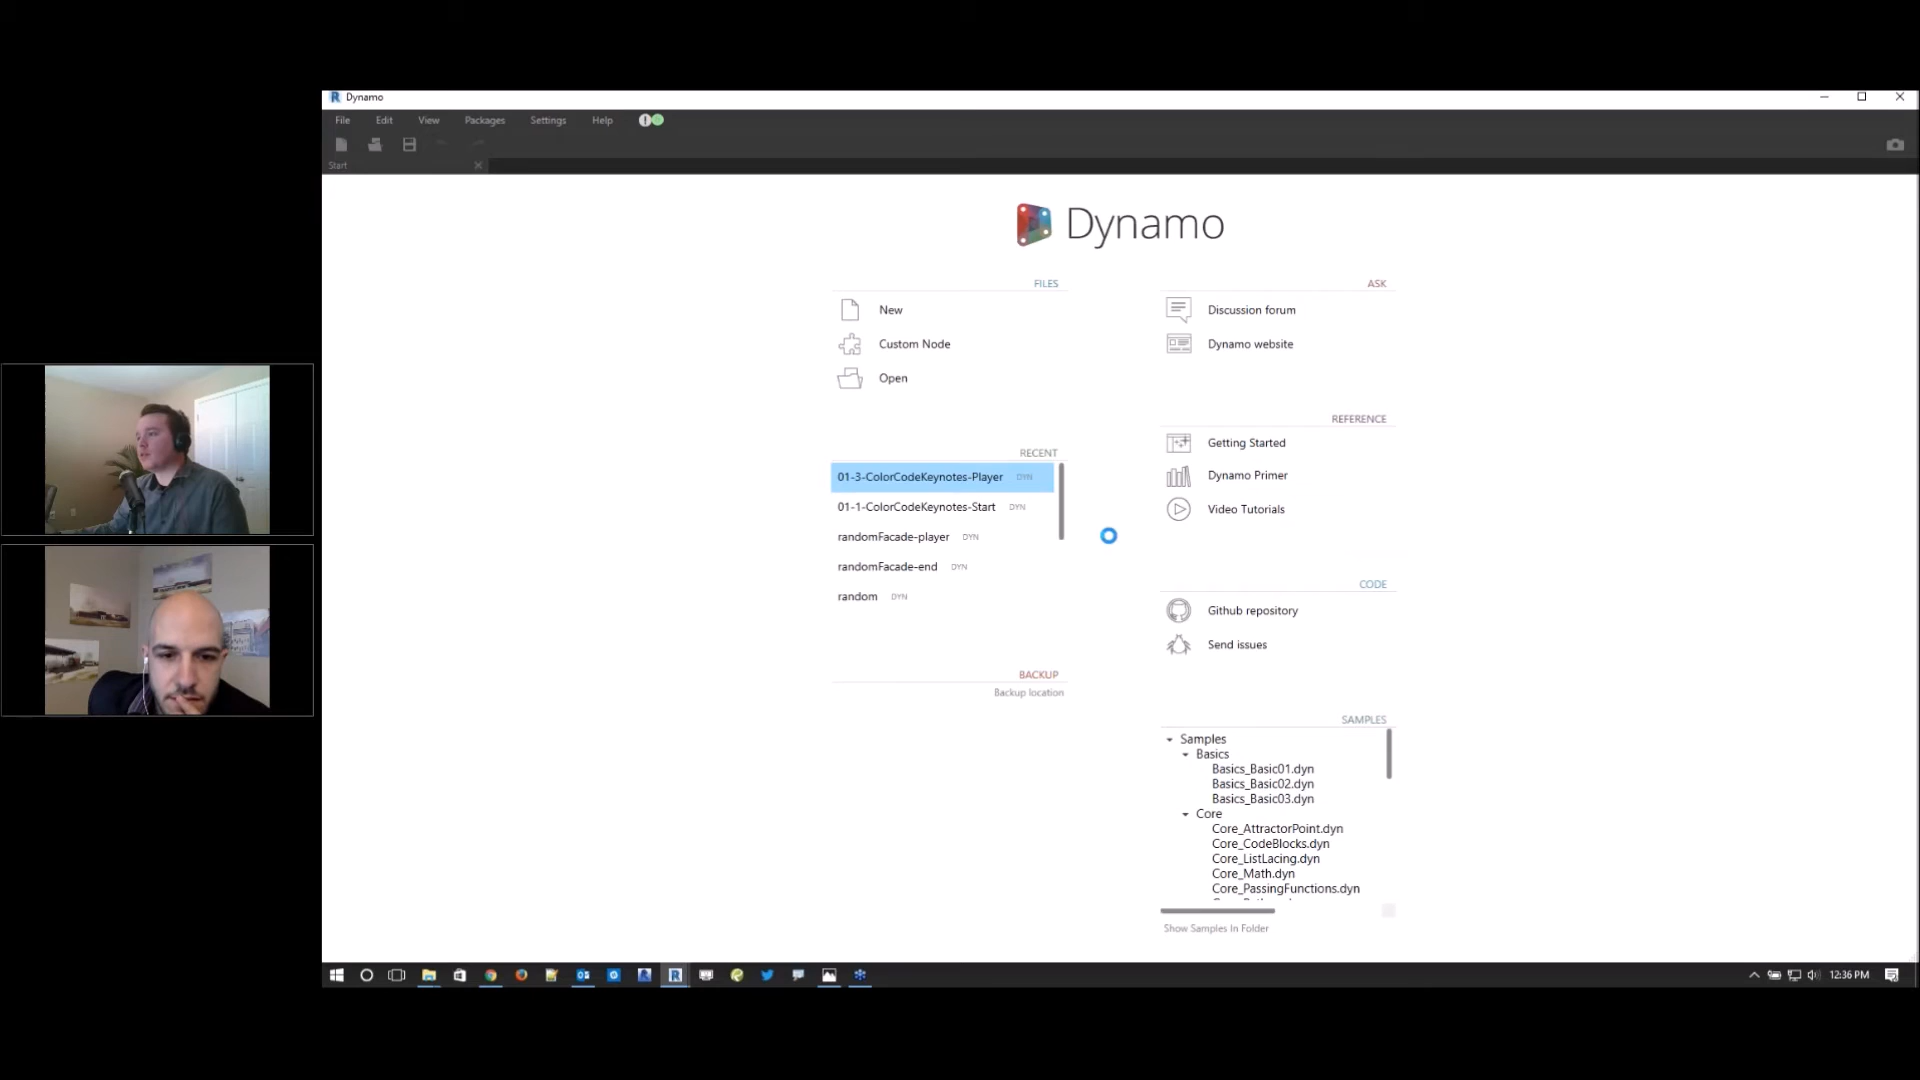 Dynamo
File Edit View Packages Settings Help
Start
Dynamo
FILES
New
Custom Node
Open
RECENT
01-3-ColorCodeKeynotes-Player DYN
01-1-ColorCodeKeynotes-Start DYN
randomFacade-player DYN
randomFacade-end DYN
random DYN
BACKUP
Backup location
ASK
Discussion forum
Dynamo website
REFERENCE
Getting Started
Dynamo Primer
Video Tutorials
CODE
Github repository
Send issues
SAMPLES
Samples
Basics
Basics_Basic01.dyn
Basics_Basic02.dyn
Basics_Basic03.dyn
Core
Core_AttractorPoint.dyn
Core_CodeBlocks.dyn
Core_ListLacing.dyn
Core_Math.dyn
Core_PassingFunctions.dyn
Show Samples In Folder
12:36 PM